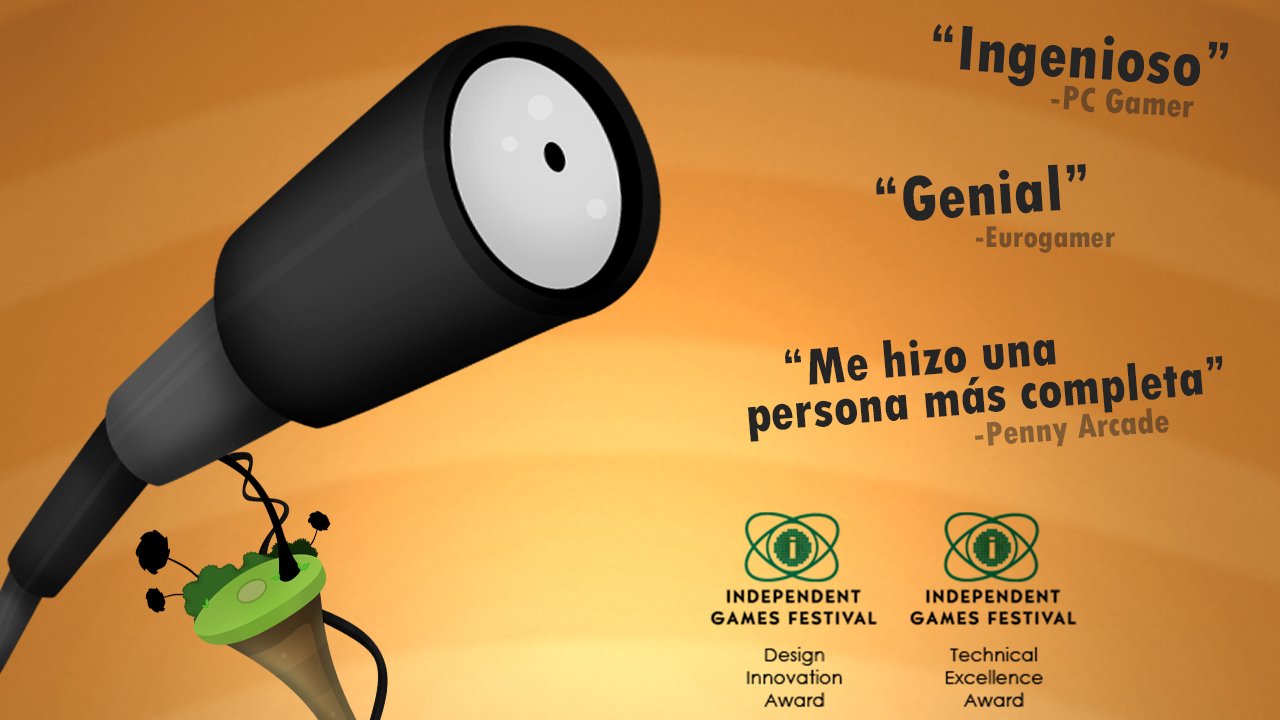 “Ingenioso”
-PC Gamer
“Genial”
-Eurogamer
“Me hizo una
persona más completa”
-Penny Arcade
INDEPENDENT
GAMES FESTIVAL
Design
Innovation
Award
INDEPENDENT
GAMES FESTIVAL
Technical
Excellence
Award